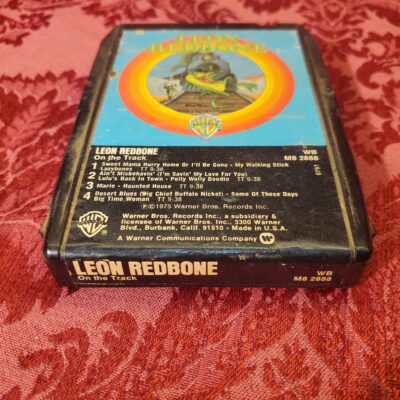 LEON
REDBONE
LEON REDBONE
On the Track
WB
M8 2888
1 Sweet Mama Hurry Home Or I'll Be Gone - My Walking Stick
Lazybones TT 9:38
2 Ain't Misbehavin' (I'm Savin' My Love For You)
Lulu's Back In Town - Polly Wolly Doodle TT 9:38
3 Marie - Haunted House TT 9:38
4 Desert Blues (Big Chief Buffalo Nickel) - Some Of These Days
Big Time Woman TT 9:38
℗©1975 Warner Bros. Records Inc.
Warner Bros. Records Inc., a subsidiary &
licensee of Warner Bros. Inc., 3300 Warner
Blvd., Burbank, Calif. 91510 • Made in U.S.A.
A Warner Communications Company
LEON REDBONE
On the Track
WB
M8 2888